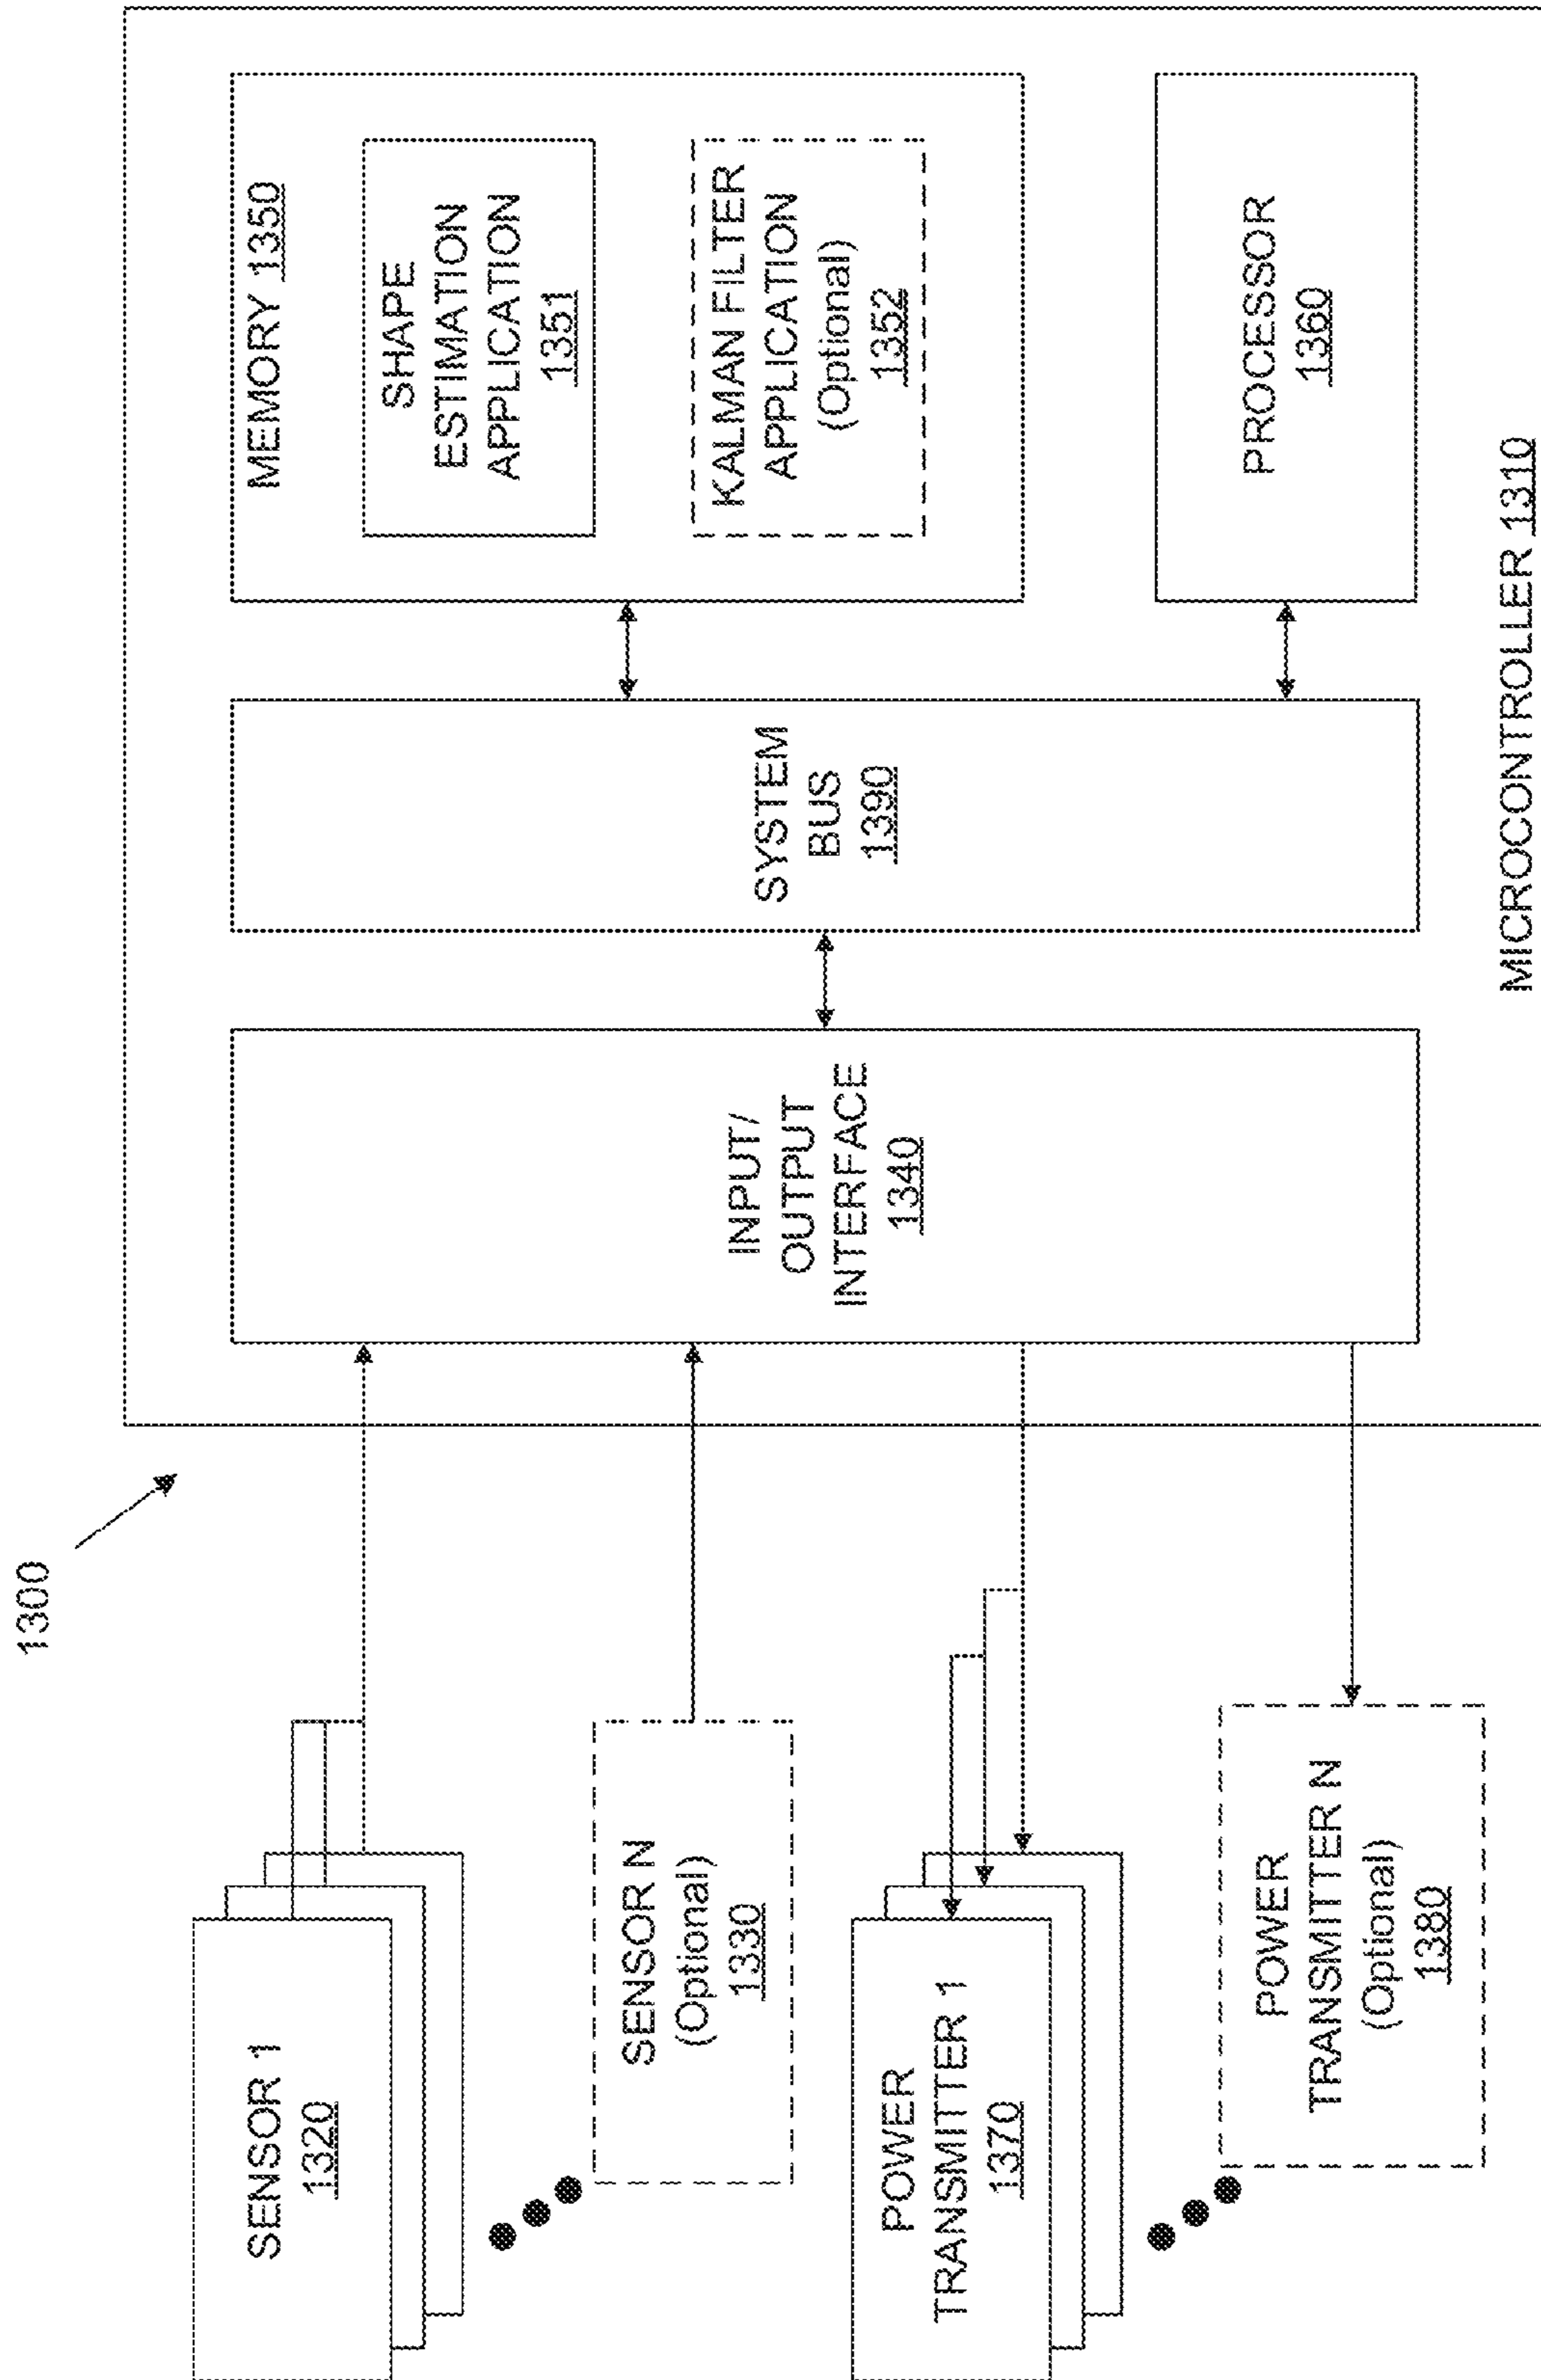 1300
SENSOR 1
1320
SENSOR N
(Optional)
1330
POWER
TRANSMITTER 1
1370
POWER
TRANSMITTER N
(Optional)
1380
INPUT/
OUTPUT
INTERFACE
1340
SYSTEM
BUS
1390
MEMORY 1350
SHAPE
ESTIMATION
APPLICATION
1351
KALMAN FILTER
APPLICATION
(Optional)
1352
PROCESSOR
1360
MICROCONTROLLER 1310